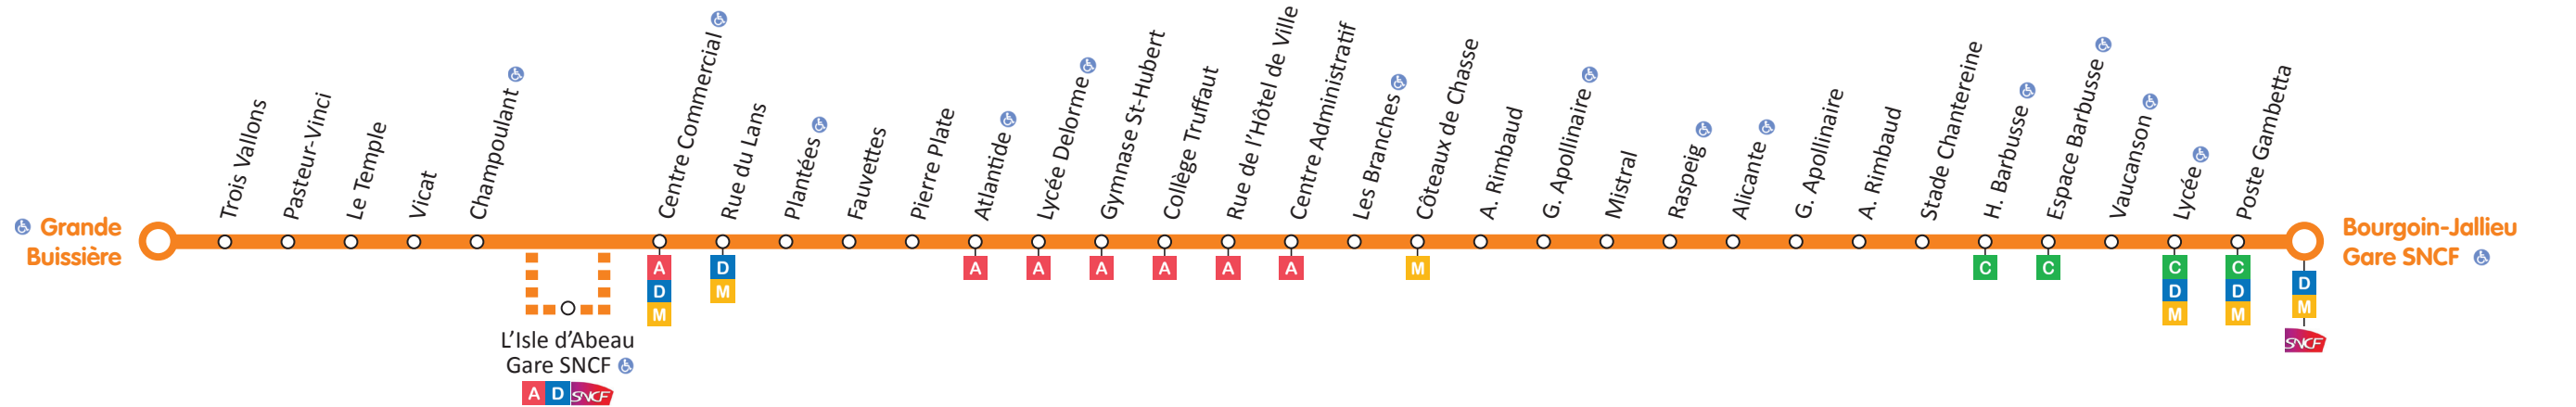 Grande
Buissière
Trois Vallons
Pasteur-Vinci
Le Temple
Vicat
Champoulant
L'Isle d'Abeau
Gare SNCF
A D SNCF
Centre Commercial
A
D
M
Rue du Lans
D
M
Plantées
Fauvettes
Pierre Plate
Atlantide
A
Lycée Delorme
A
Gymnase St-Hubert
A
Collège Truffaut
A
Rue de l'Hôtel de Ville
A
Centre Administratif
A
Les Branches
Côteaux de Chasse
M
A. Rimbaud
G. Apollinaire
Mistral
Raspeig
Alicante
G. Apollinaire
A. Rimbaud
Stade Chantereine
H. Barbusse
C
Espace Barbusse
C
Vaucanson
Lycée
C
D
M
Poste Gambetta
C
D
M
Bourgoin-Jallieu
Gare SNCF
D
M
SNCF